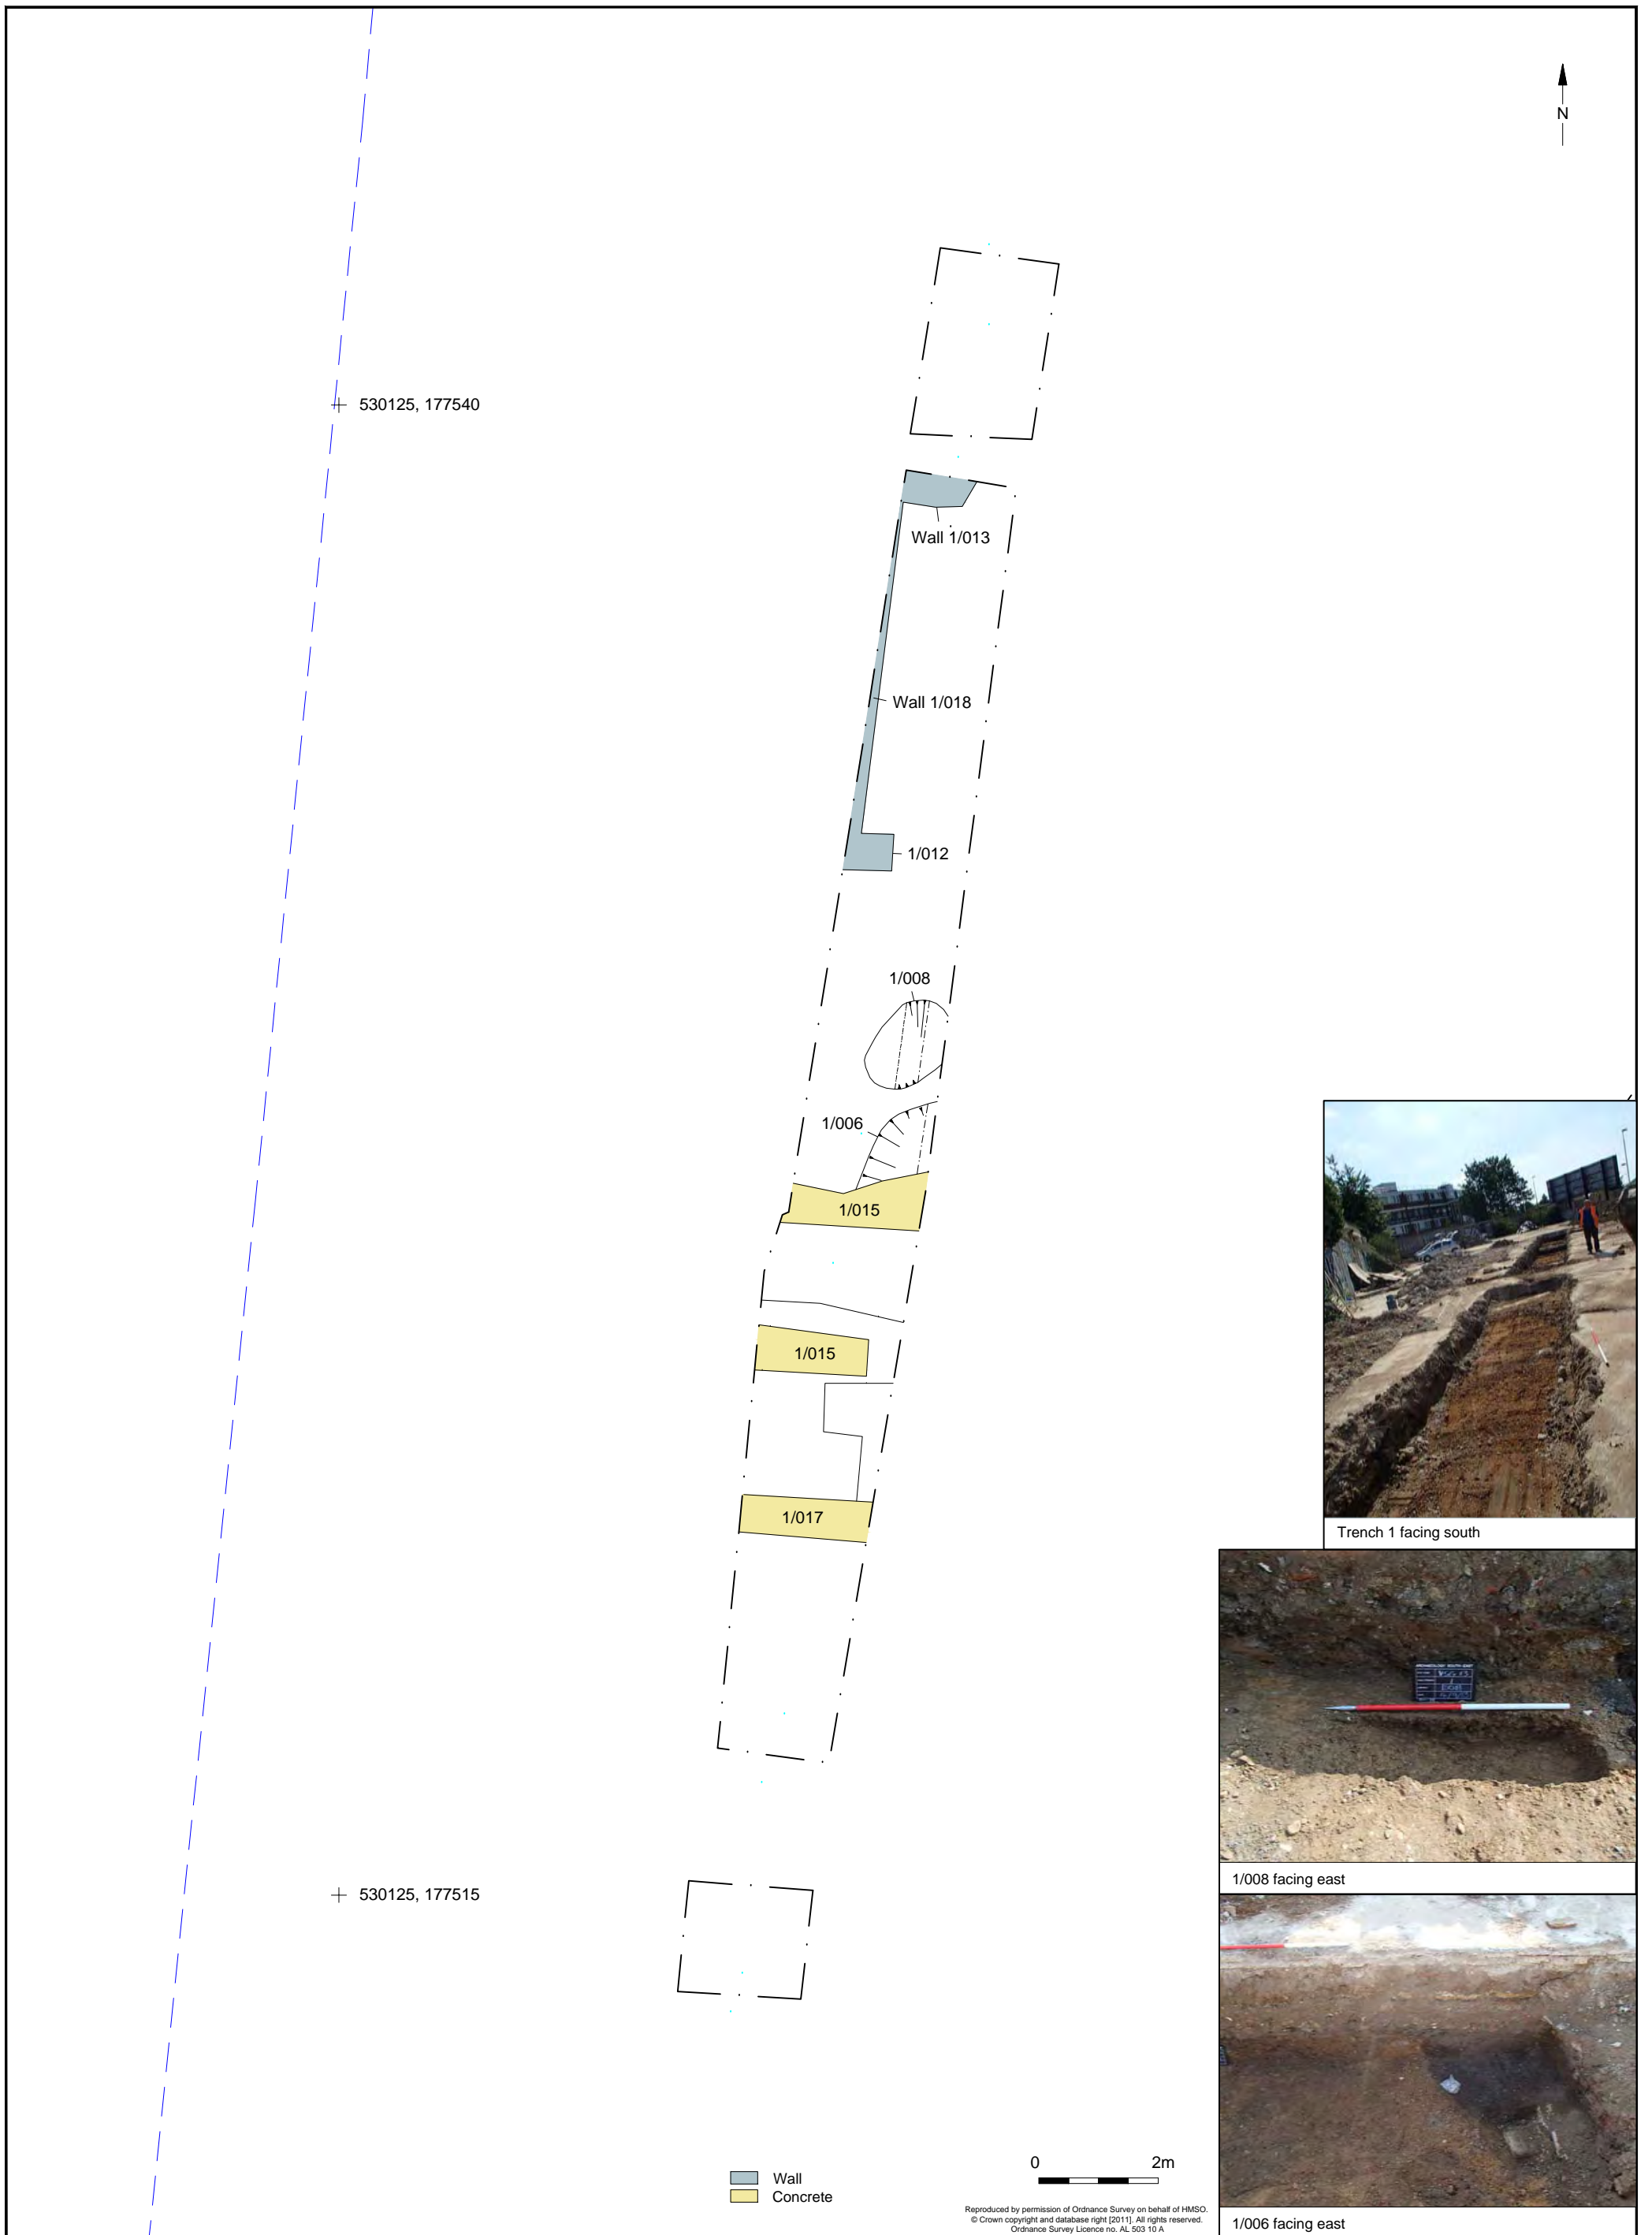 N
530125, 177540
Wall 1/013
Wall 1/018
1/012
1/008
1/006
1/015
1/015
1/017
530125, 177515
Trench 1 facing south
ARCHAEOLOGY SOUTH-EAST
1/008 facing east
1/006 facing east
Wall
Concrete
0 2m
Reproduced by permission of Ordnance Survey on behalf of HMSO.
© Crown copyright and database right [2011]. All rights reserved.
Ordnance Survey Licence no. AL 503 10 A